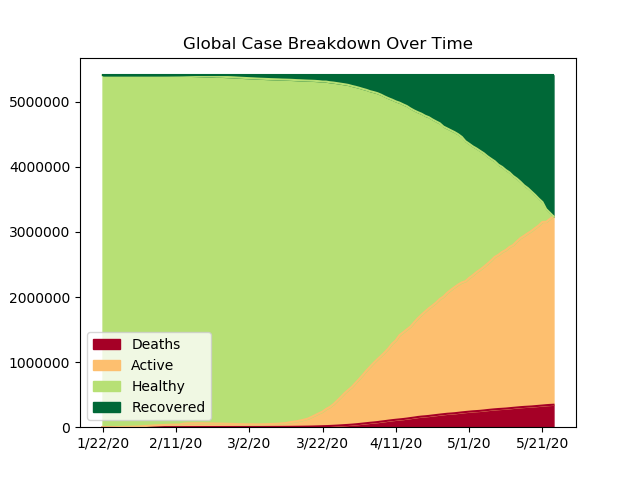 Global Case Breakdown Over Time
5000000
4000000
3000000
2000000
1000000
0
Deaths
Active
Healthy
Recovered
1/22/20 2/11/20 3/2/20 3/22/20 4/11/20 5/1/20 5/21/20